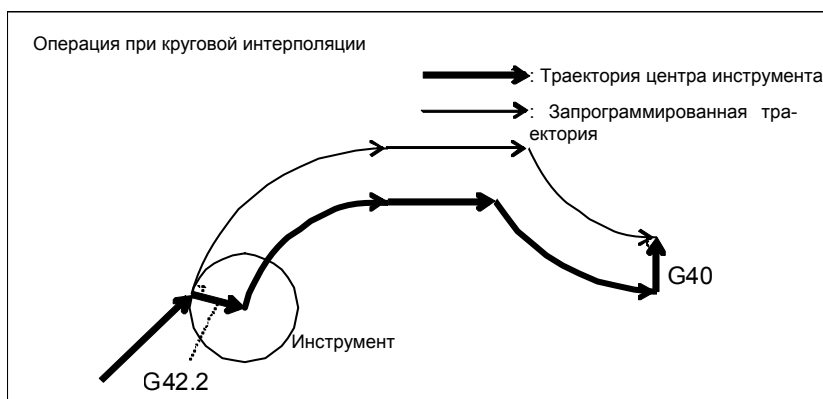 Операция при круговой интерполяции
: Траектория центра инструмента
: Запрограммированная тра-
ектория
G40
Инструмент
G42.2